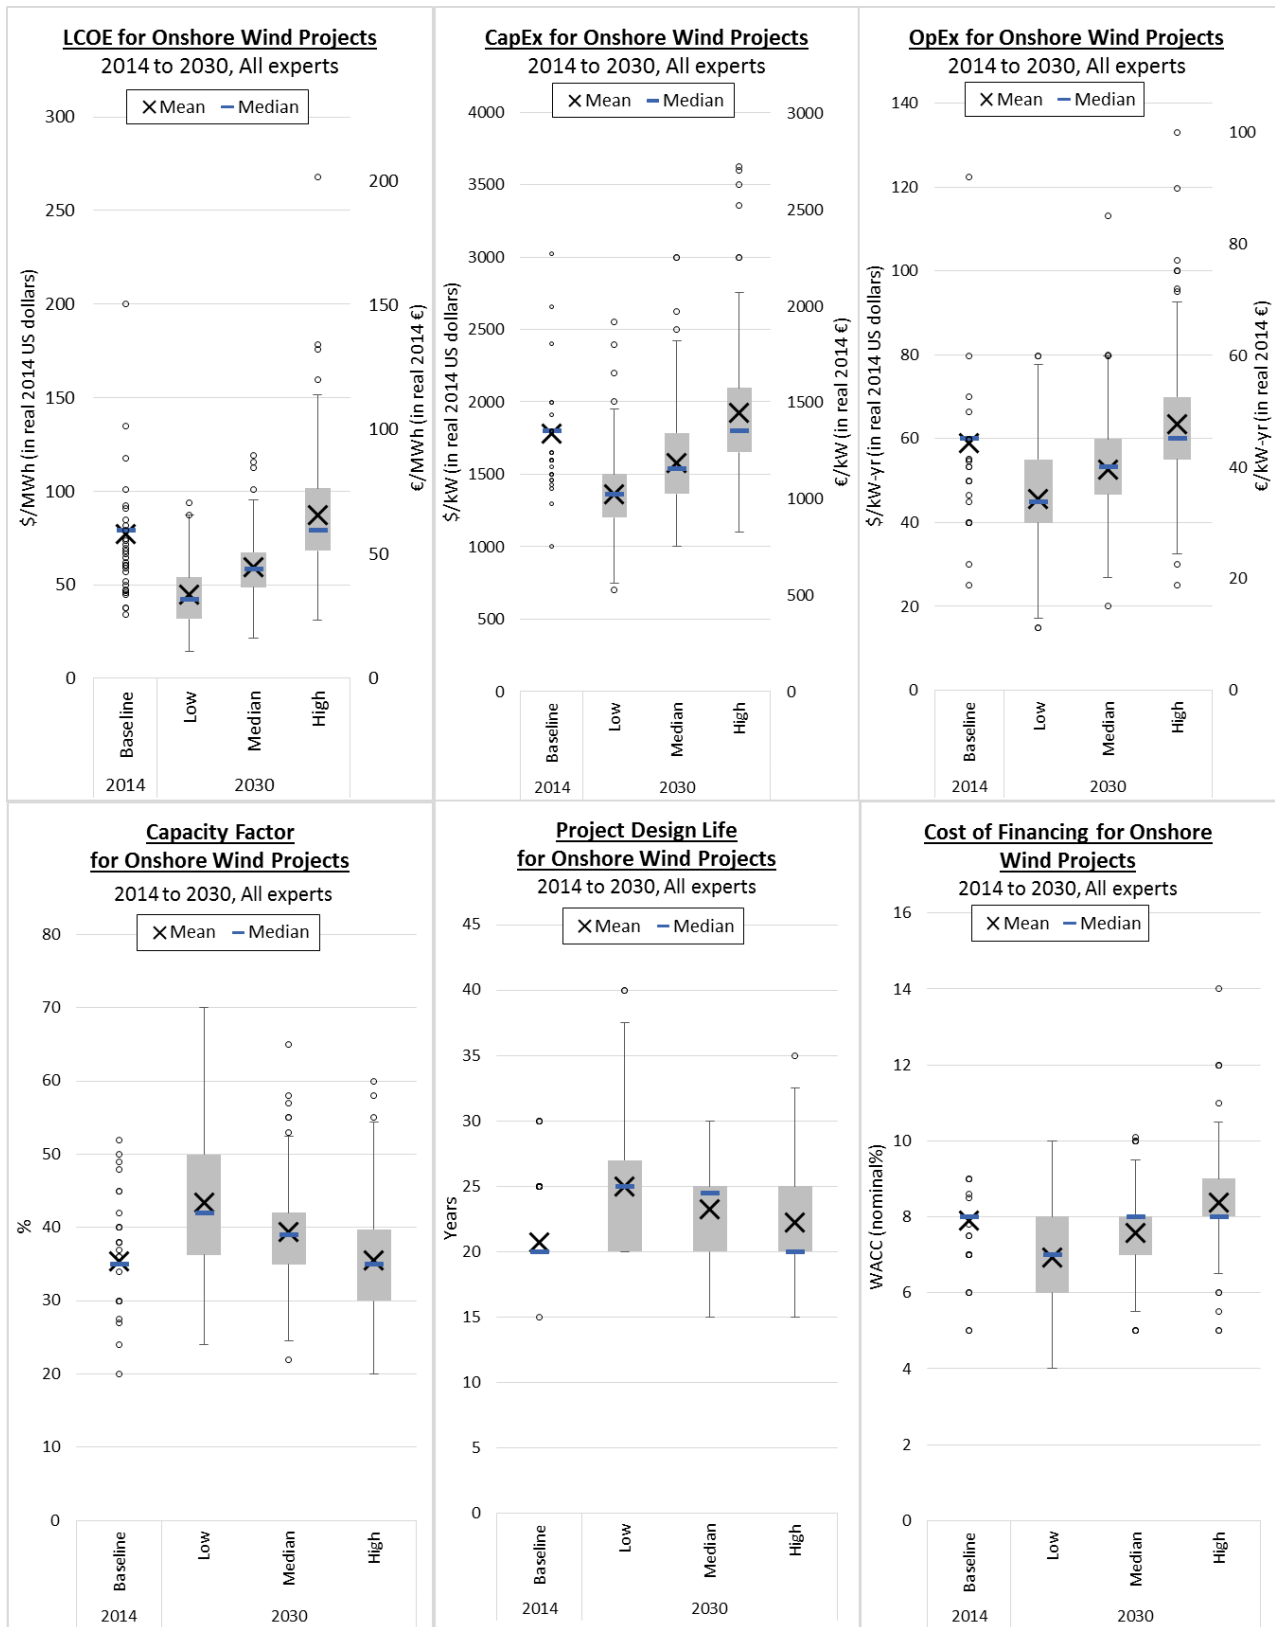 LCOE for Onshore Wind Projects
2014 to 2030, All experts
Mean Median
300
250
200
150
100
50
0
$/MWh (in real 2014 US dollars)
200
150
100
50
0
€/MWh (in real 2014 €)
Baseline
Low
Median
High
2014
2030
CapEx for Onshore Wind Projects
2014 to 2030, All experts
Mean Median
4000
3500
3000
2500
2000
1500
1000
500
0
$/kW (in real 2014 US dollars)
3000
2500
2000
1500
1000
500
0
€/kW (in real 2014 €)
Baseline
Low
Median
High
2014
2030
OpEx for Onshore Wind Projects
2014 to 2030, All experts
Mean Median
140
120
100
80
60
40
20
0
$/kW-yr (in real 2014 US dollars)
100
80
60
40
20
0
€/kW-yr (in real 2014 €)
Baseline
Low
Median
High
2014
2030
Capacity Factor
for Onshore Wind Projects
2014 to 2030, All experts
Mean Median
80
70
60
50
40
30
20
10
0
%
Baseline
Low
Median
High
2014
2030
Project Design Life
for Onshore Wind Projects
2014 to 2030, All experts
Mean Median
45
40
35
30
25
20
15
10
5
0
Years
Baseline
Low
Median
High
2014
2030
Cost of Financing for Onshore
Wind Projects
2014 to 2030, All experts
Mean Median
16
14
12
10
8
6
4
2
0
WACC (nominal%)
Baseline
Low
Median
High
2014
2030